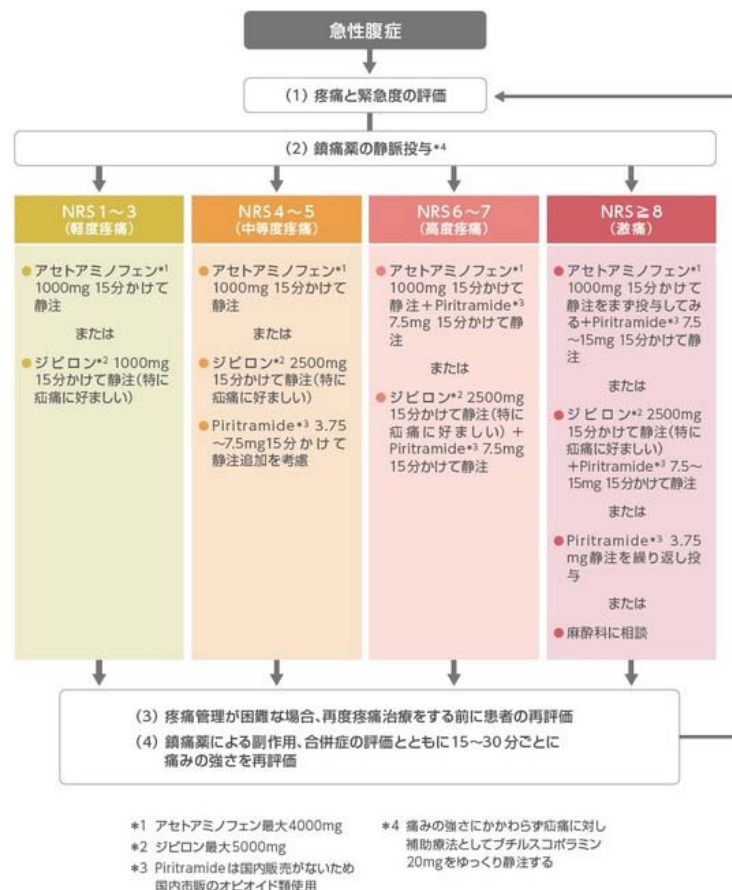 急性腹症
(1) 疼痛と緊急度の評価
(2) 鎮痛薬の静脈投与*4
NRS 1～3
(軽度疼痛)
● アセトアミノフェン*1
1000mg 15分かけて
静注
または
● ジピロン*2 1000mg
15分かけて静注(特に
疝痛に好ましい)
NRS 4～5
(中等度疼痛)
● アセトアミノフェン*1
1000mg 15分かけて
静注
または
● ジピロン*2 2500mg
15分かけて静注(特に
疝痛に好ましい)
● Piritramide*3 3.75
～7.5mg15分かけて
静注追加を考慮
NRS 6～7
(高度疼痛)
● アセトアミノフェン*1
1000mg 15分かけて
静注+Piritramide*3
7.5mg 15分かけて静
注
または
● ジピロン*2 2500mg
15分かけて静注(特に
疝痛に好ましい)+
Piritramide*3 7.5mg
15分かけて静注
NRS≧8
(激痛)
● アセトアミノフェン*1
1000mg 15分かけて
静注をまず投与してみ
る+Piritramide*3 7.5
～15mg 15分かけて静
注
または
● ジピロン*2 2500mg
15分かけて静注(特に
疝痛に好ましい)
+Piritramide*3 7.5～
15mg 15分かけて静注
または
● Piritramide*3 3.75
mg静注を繰り返し投
与
または
● 麻酔科に相談
(3) 疼痛管理が困難な場合、再度疼痛治療をする前に患者の再評価
(4) 鎮痛薬による副作用、合併症の評価とともに15～30分ごとに
痛みの強さを再評価
*1 アセトアミノフェン最大4000mg
*2 ジピロン最大5000mg
*3 Piritramideは国内販売がないため
国内市販のオピオイド類使用
*4 痛みの強さにかかわらず疝痛に対し
補助療法としてブチルスコポラミン
20mgをゆっくり静注する